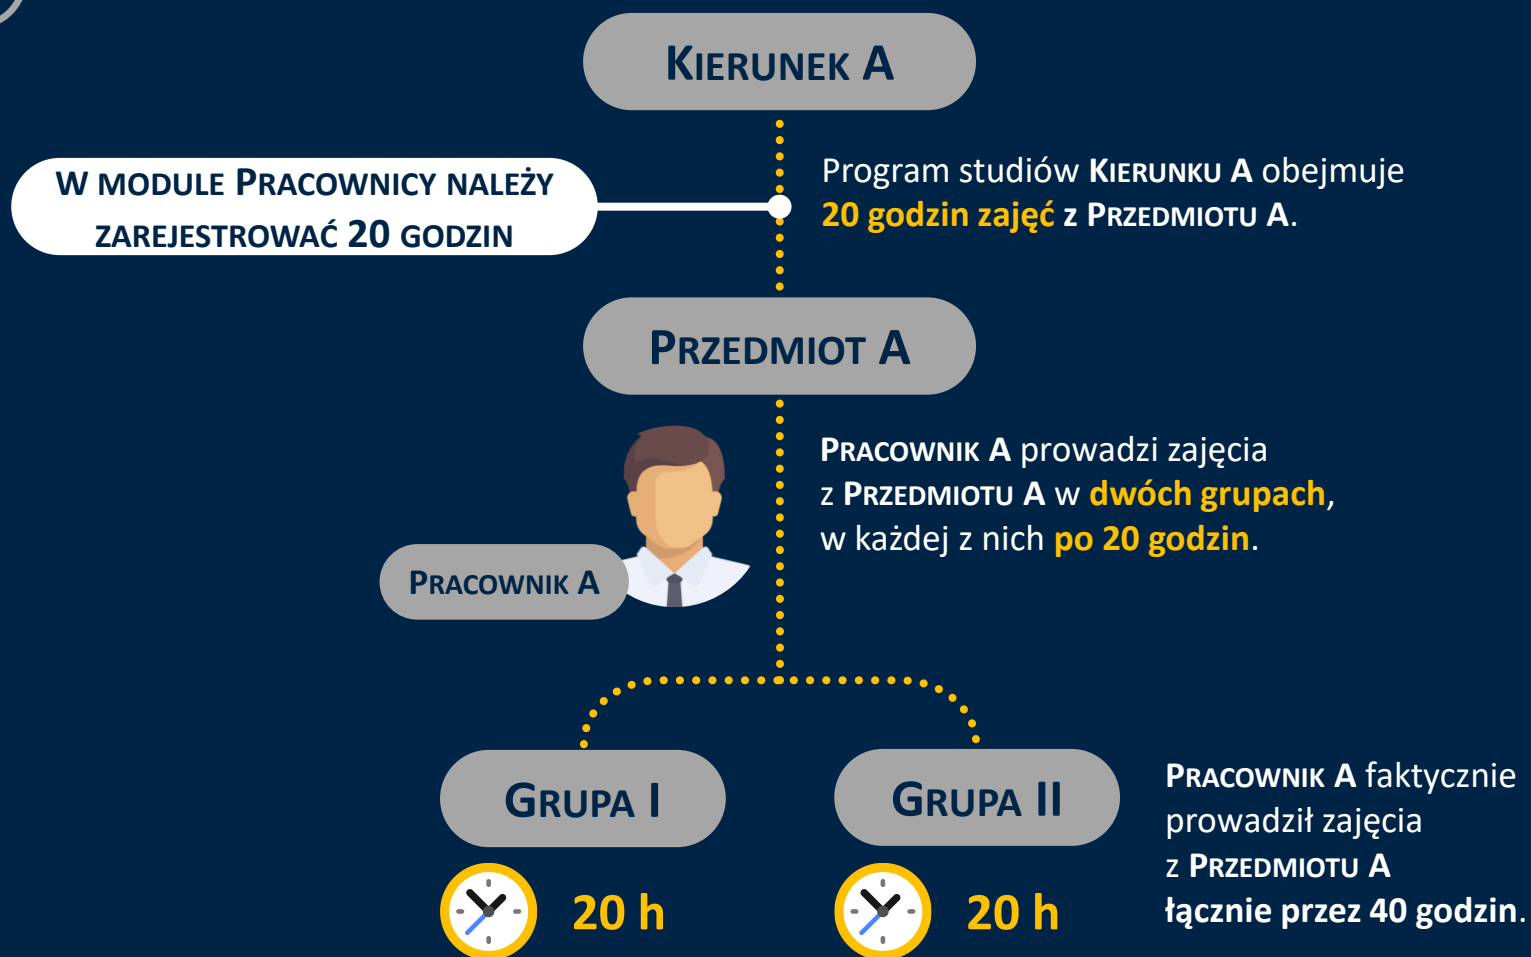 KIERUNEK A
W MODULE PRACOWNICY NALEŻY
ZAREJESTROWAĆ 20 GODZIN
Program studiów KIERUNKU A obejmuje
20 godzin zajęć z PRZEDMIOTU A.
PRZEDMIOT A
PRACOWNIK A prowadzi zajęcia
z PRZEDMIOTU A w dwóch grupach,
w każdej z nich po 20 godzin.
PRACOWNIK A
GRUPA I
GRUPA II
20 h
20 h
PRACOWNIK A faktycznie
prowadził zajęcia
z PRZEDMIOTU A
łącznie przez 40 godzin.